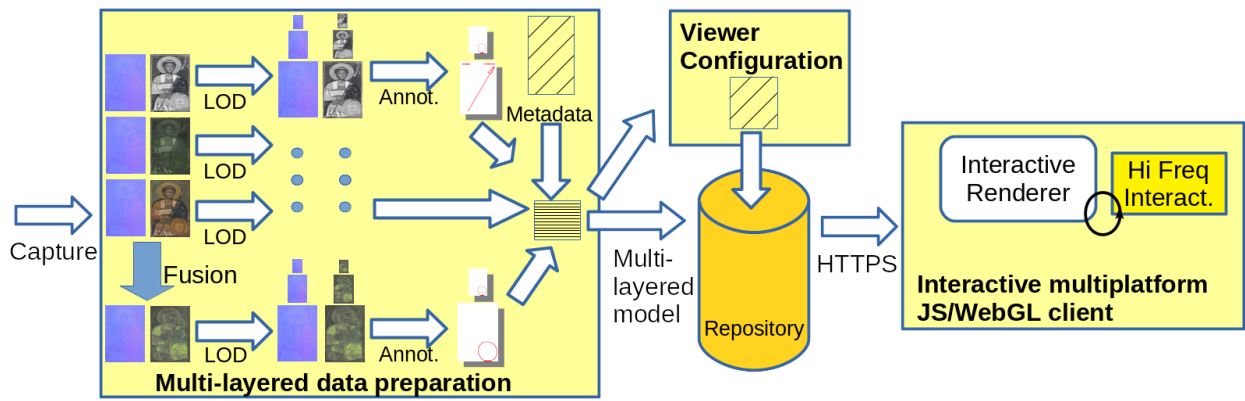 Capture
LOD
LOD
LOD
Fusion
LOD
Annot.
Annot.
Metadada
Multi-layered data preparation
Multi-
layered
model
Viewer
Configuration
Repository
HTTPS
Interactive
Renderer
Hi Freq
Interact.
Interactive multiplatform
JS/WebGL client